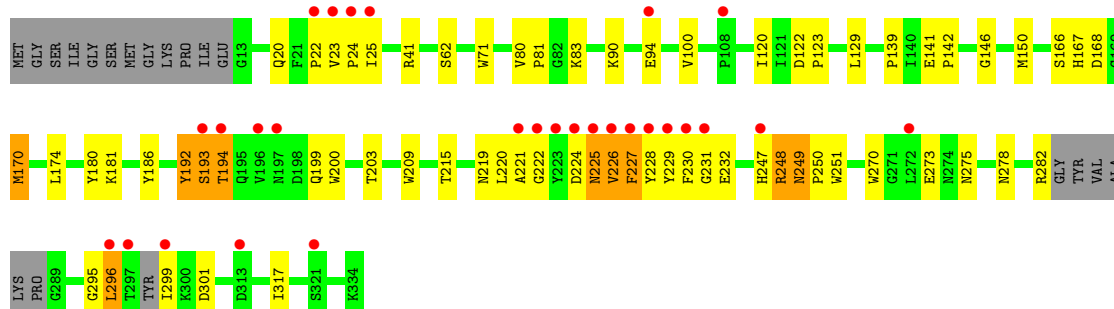 MET GLY SER ILE GLY SER MET GLY LYS PRO ILE GLU G13 Q20 F21 P22 V23 P24 I25 R41 S62 W71 V80 P81 G82 K83 K90 E94 V100 P108 I120 I121 D122 P123 L129 P139 I140 E141 P142 G146 M150 S166 H167 D168 G169
M170 L174 Y180 K181 Y186 Y192 S193 T194 Q195 V196 N197 D198 Q199 W200 T203 W209 T215 N219 L220 A221 G222 Y223 D224 N225 V226 F227 Y228 Y229 F230 G231 E232 H247 R248 N249 P250 W251 W270 G271 L272 E273 N274 N275 N278 R282 GLY TYR VAL ALA
LYS PRO G289 G295 L296 T297 TYR I299 K300 D301 D313 I317 S321 K334